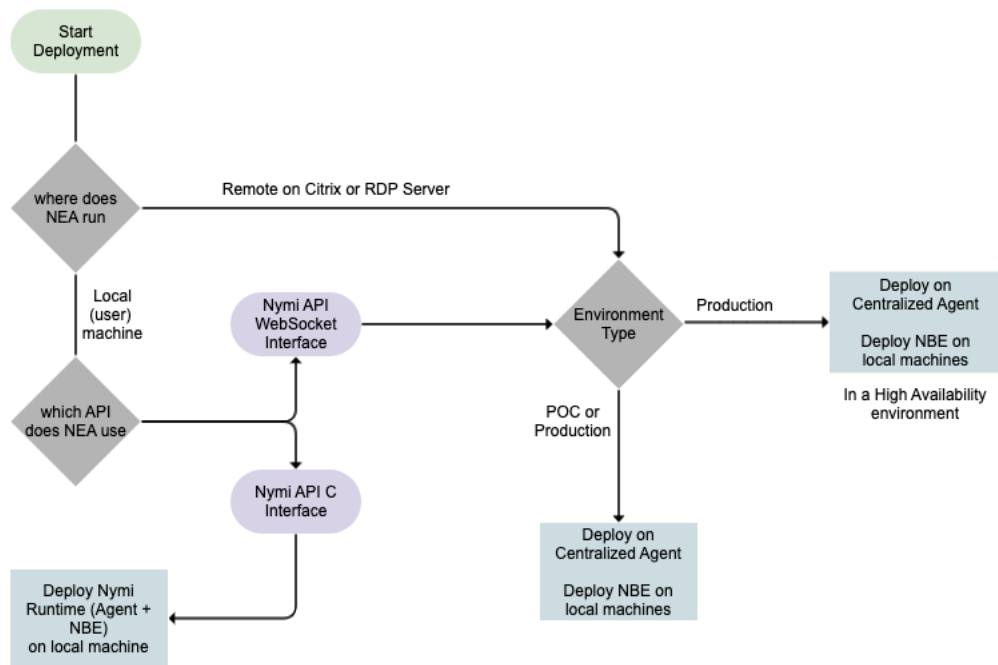 Start
Deployment
where does
NEA run
Remote on Citrix or RDP Server
Local
(user)
machine
Nymi API
WebSocket
Interface
Environment
Type
Production
Deploy on
Centralized Agent
Deploy NBE on
local machines
In a High Availability
environment
which API
does NEA use
POC or
Production
Nymi API C
Interface
Deploy on
Centralized Agent
Deploy NBE on
local machines
Deploy Nymi
Runtime (Agent +
NBE)
on local machine